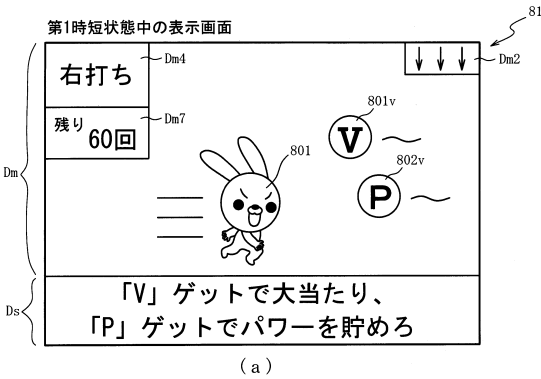 第1時短状態中の表示画面
81
右打ち
Dm4
↓↓↓
Dm2
残り
60回
Dm7
801v
V
801
802v
P
Dm
「V」ゲットで大当たり、
「P」ゲットでパワーを貯めろ
Ds
(a)